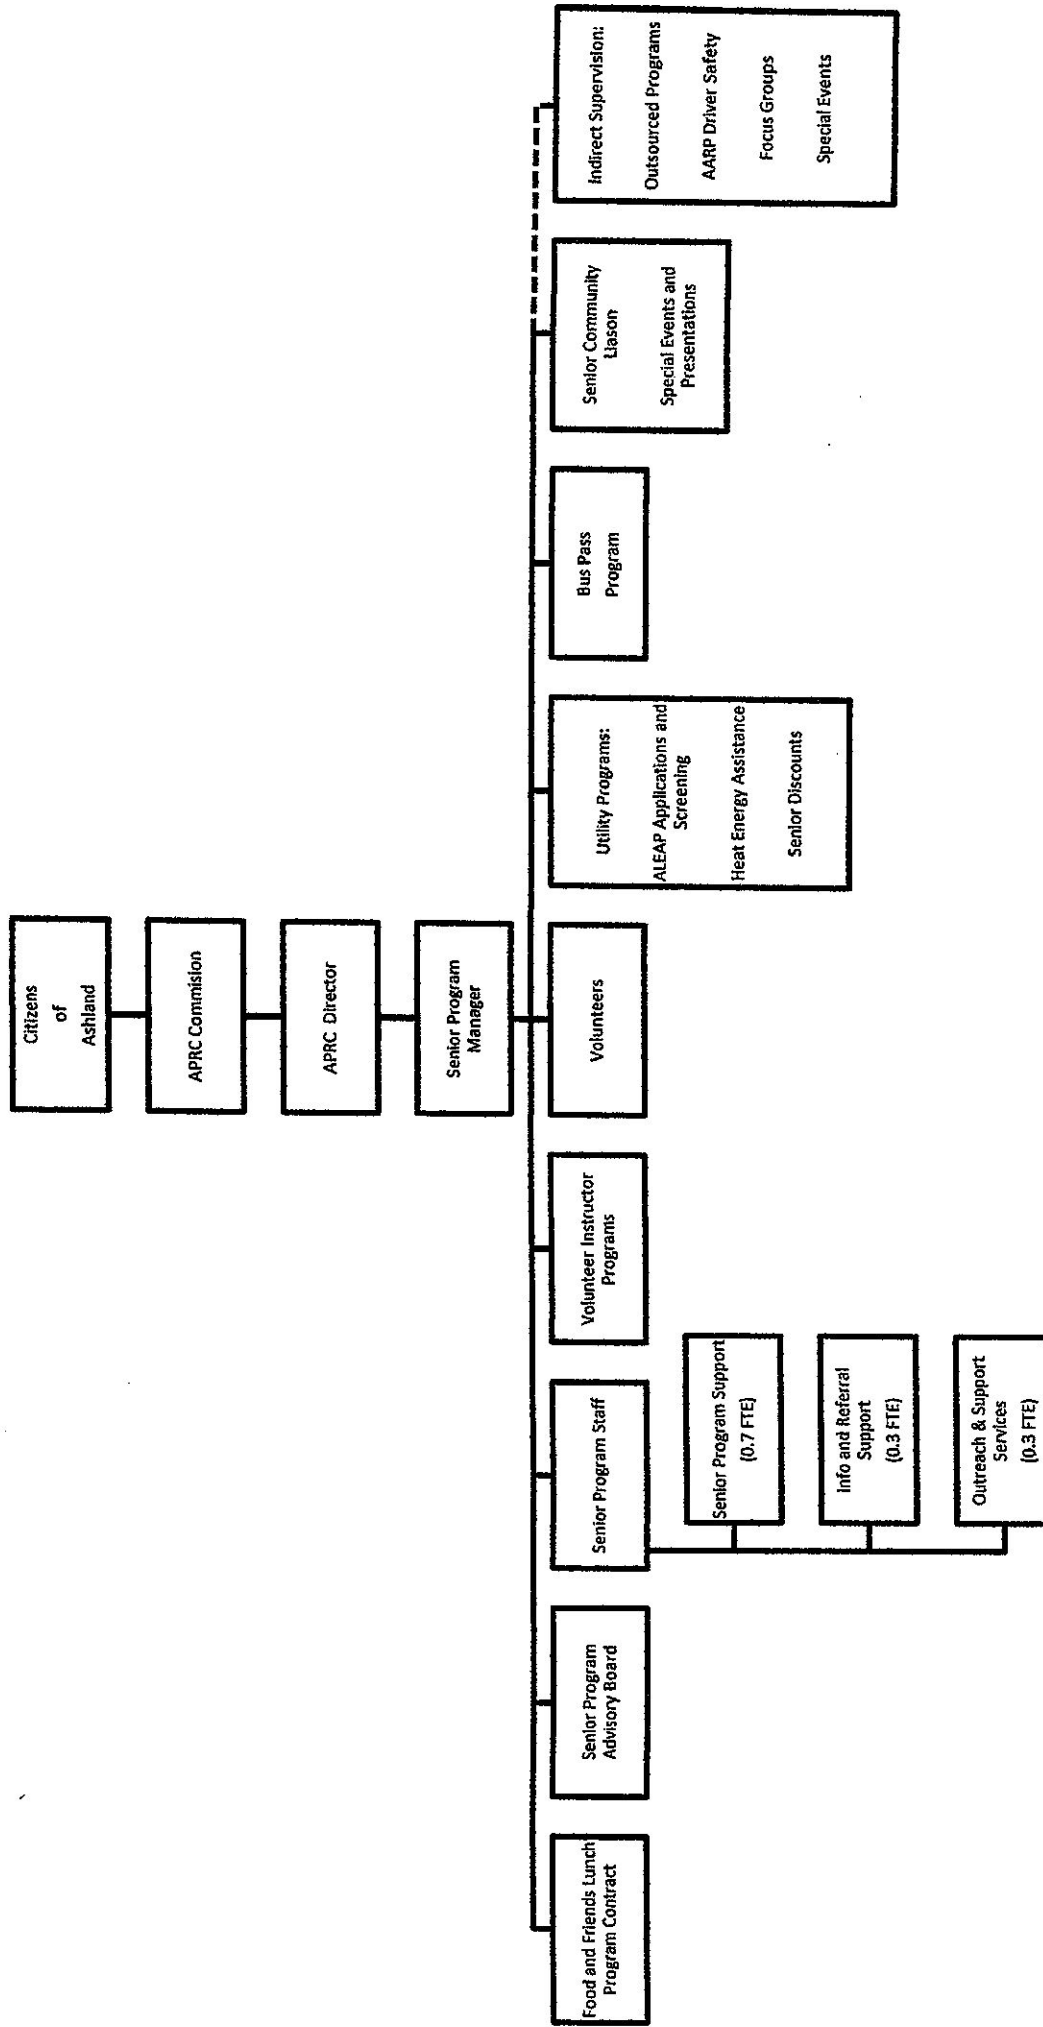 Citizens
of
Ashland
APRC Commision
APRC Director
Senior Program
Manager
Food and Friends Lunch
Program Contract
Senior Program
Advisory Board
Senior Program Staff
Senior Program Support
(0.7 FTE)
Info and Referral
Support
(0.3 FTE)
Outreach & Support
Services
(0.3 FTE)
Volunteer Instructor
Programs
Volunteers
Utility Programs:
ALEAP Applications and
Screening
Heat Energy Assistance
Senior Discounts
Bus Pass
Program
Senior Community
Liason
Special Events and
Presentations
Indirect Supervision:
Outsourced Programs
AARP Driver Safety
Focus Groups
Special Events